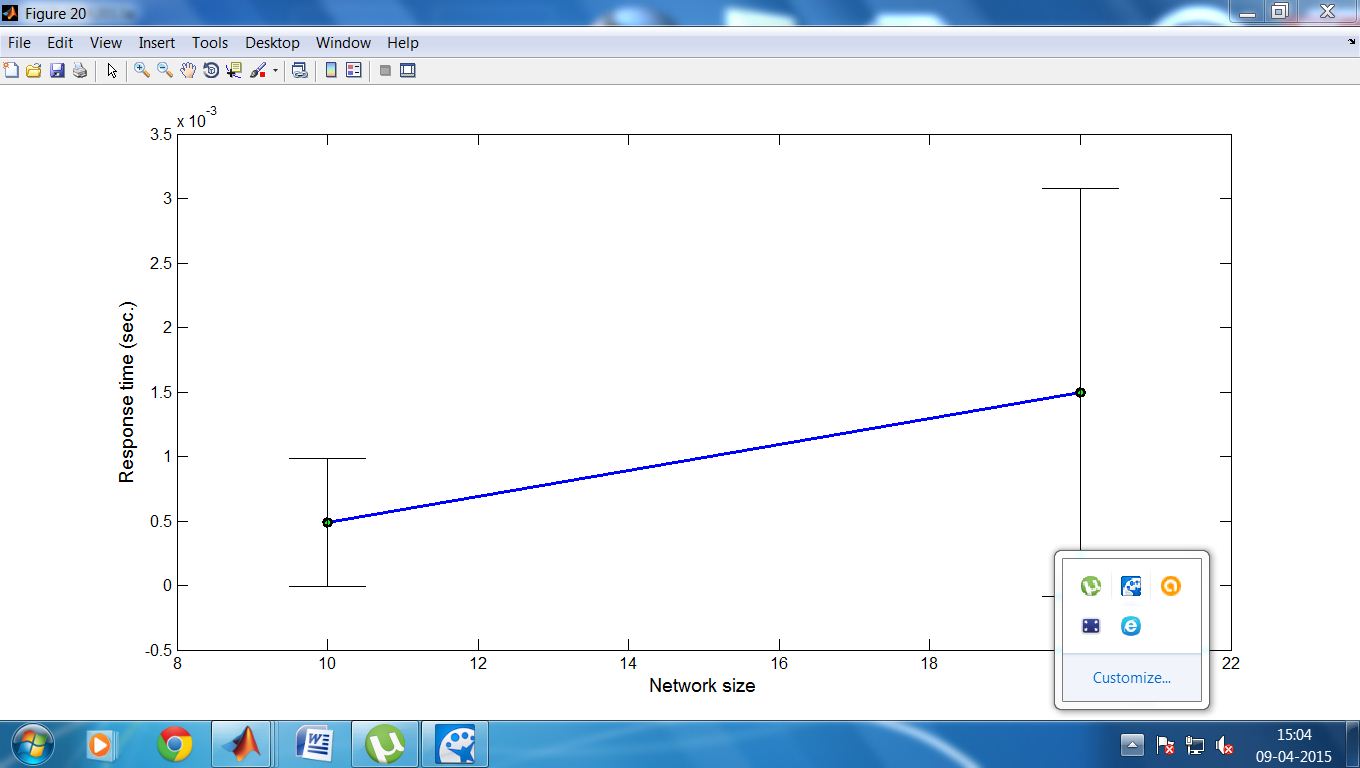 Figure 20
File Edit View Insert Tools Desktop Window Help
x 10-3
3.5
3
2.5
2
1.5
1
0.5
0
-0.5
Response time (sec.)
8 10 12 14 16 18 22
Network size
Customize...
15:04
09-04-2015